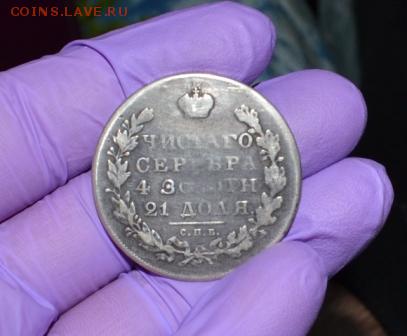 COINS.LAVE.RU
ЧИСТАГО
СЕРЕБРА
4 ЗОЛОТН
21 ДОЛЯ.
С.П.Б.